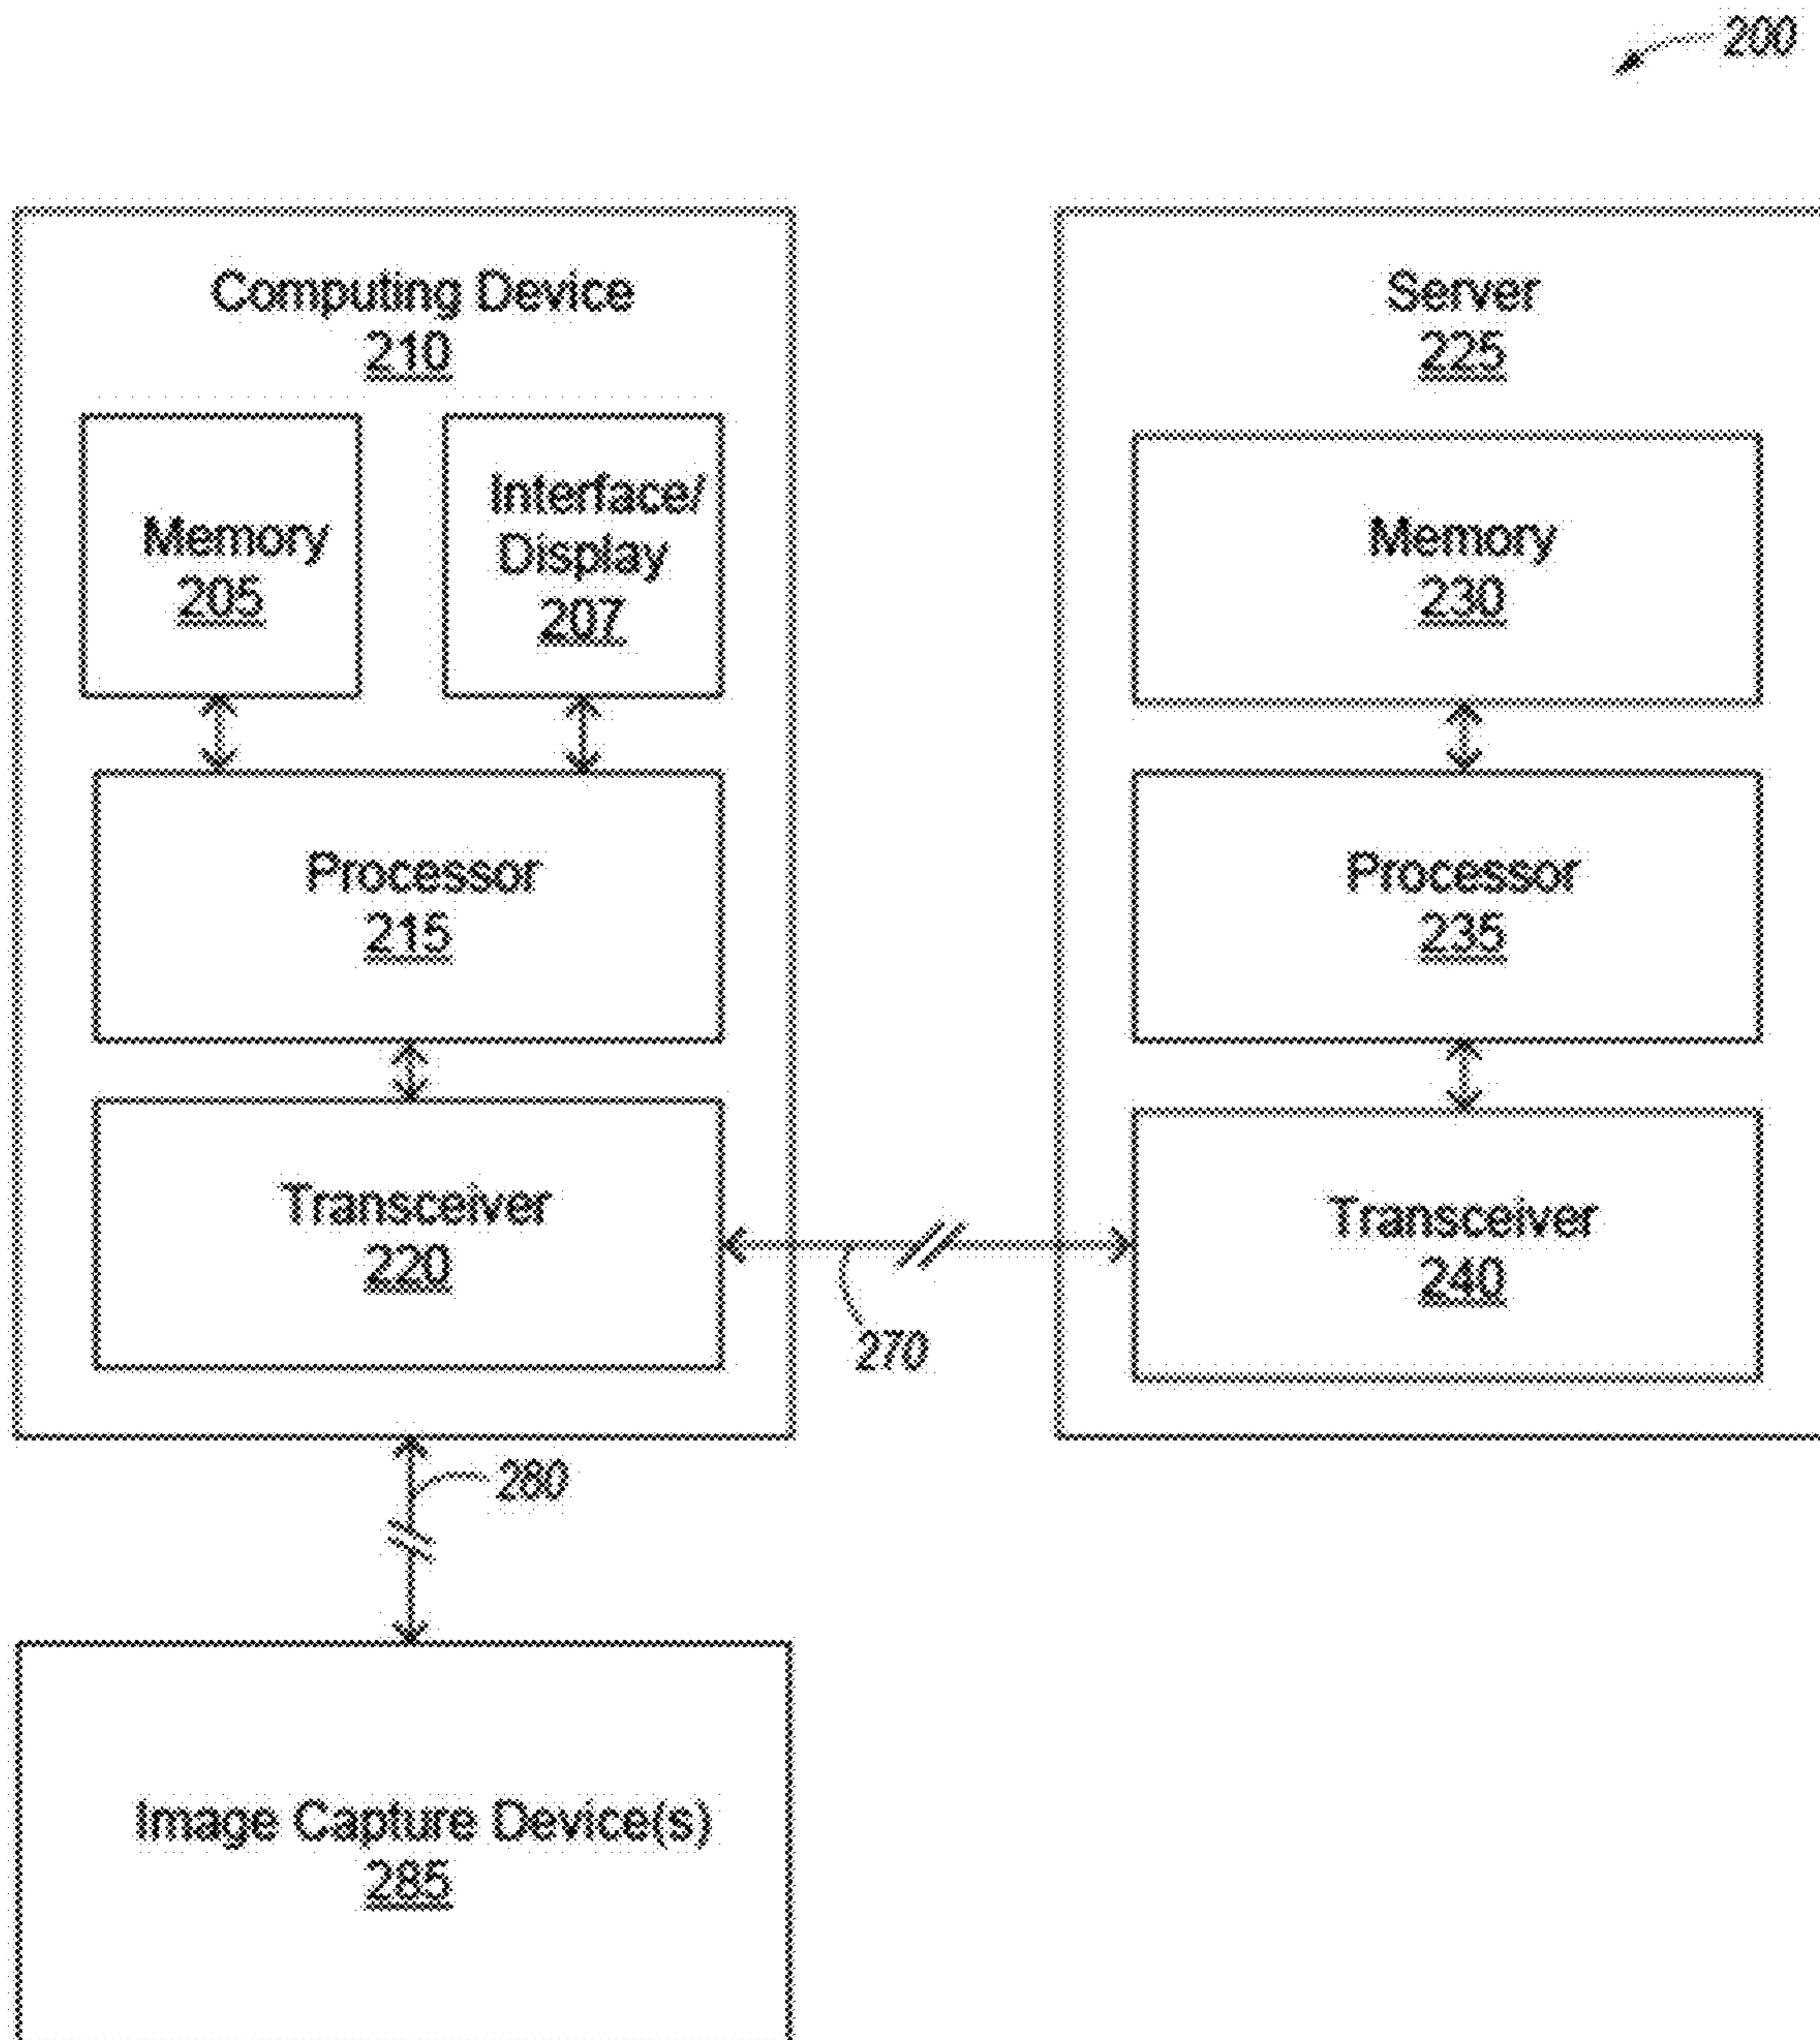 200
Computing Device
210
Memory
205
Interface/
Display
207
Processor
215
Transceiver
220
Server
225
Memory
230
Processor
235
Transceiver
240
270
280
Image Capture Device(s)
285